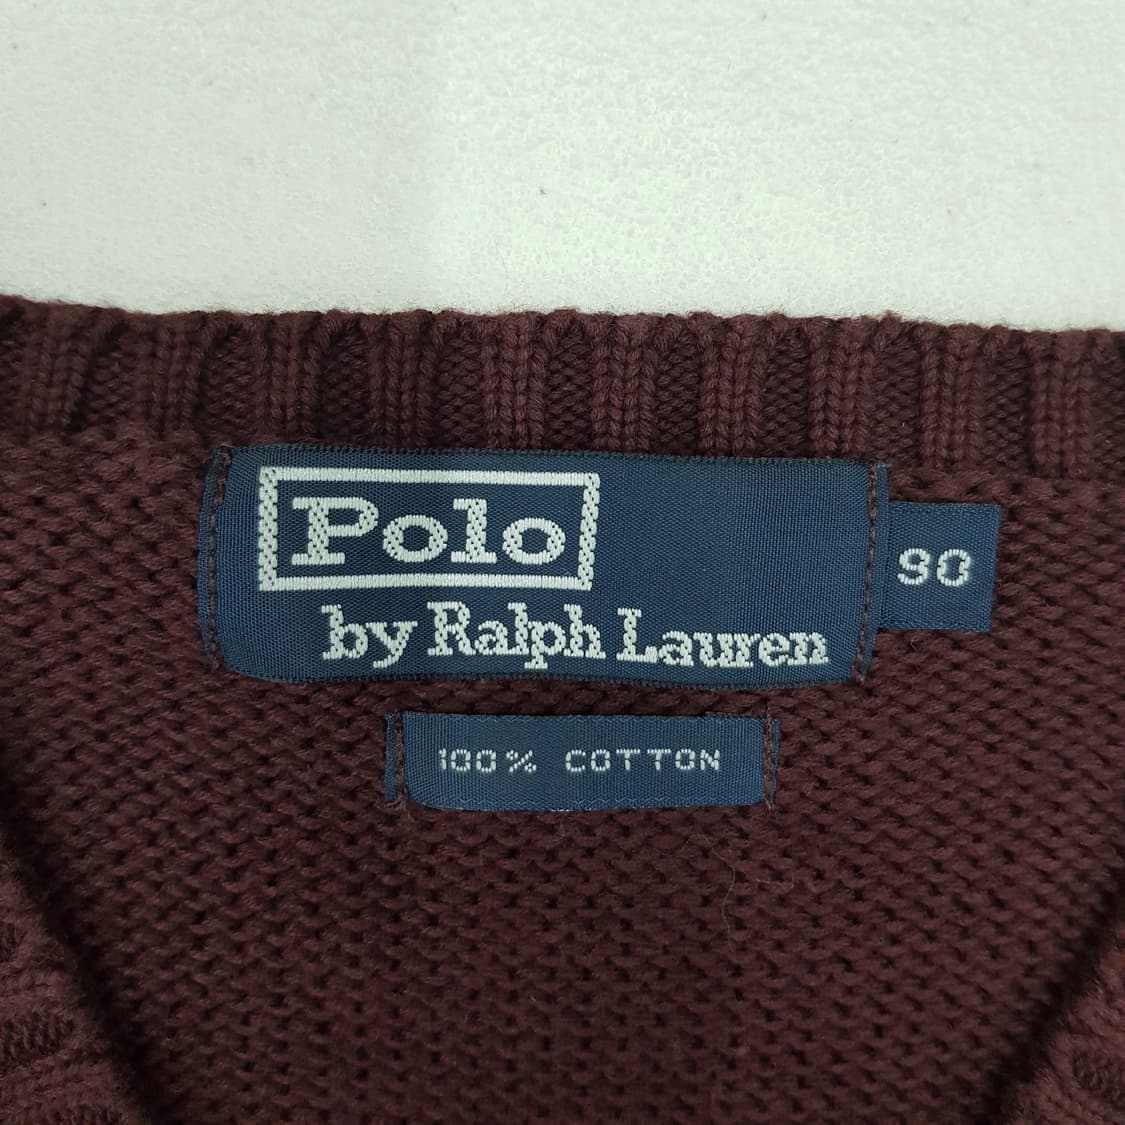 Polo
by Ralph Lauren
90
100% COTTON